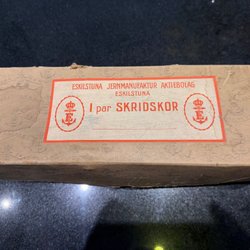 ESKILSTUNA JERNMANUFAKTUR AKTIEBOLAG
ESKILSTUNA
1 par SKRIDSKOR
E
E